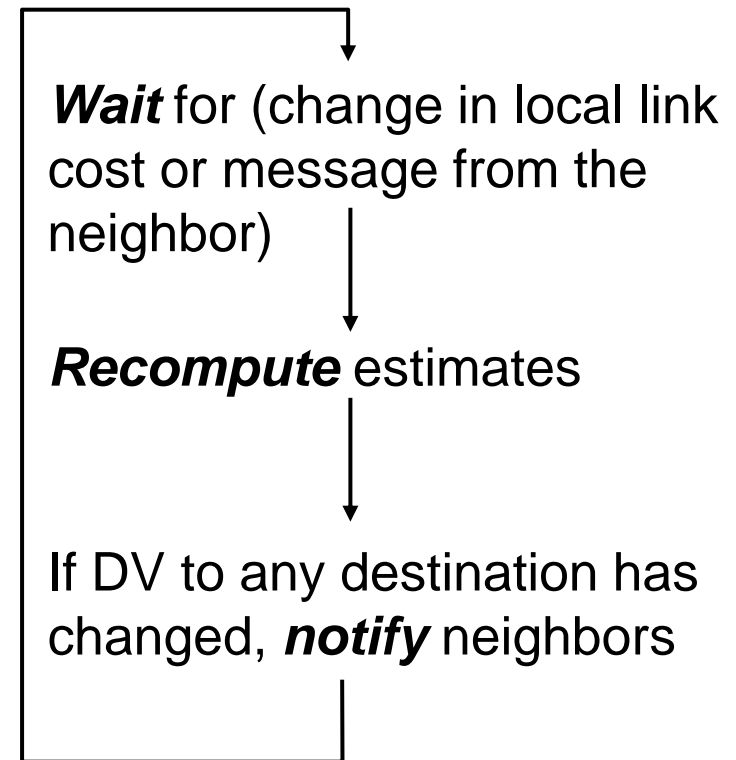 Wait for (change in local link
cost or message from the
neighbor)
Recompute estimates
If DV to any destination has
changed, notify neighbors